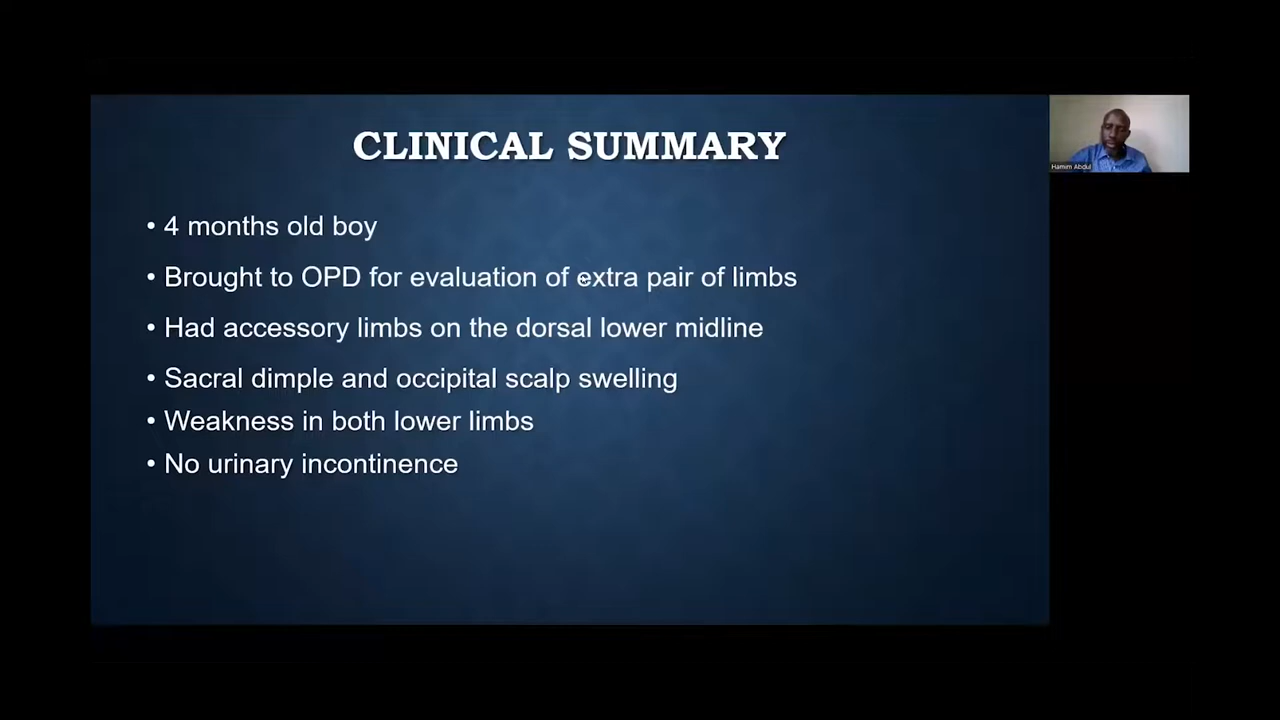 CLINICAL SUMMARY
• 4 months old boy
• Brought to OPD for evaluation of extra pair of limbs
• Had accessory limbs on the dorsal lower midline
• Sacral dimple and occipital scalp swelling
• Weakness in both lower limbs
• No urinary incontinence
Hamim Abdul